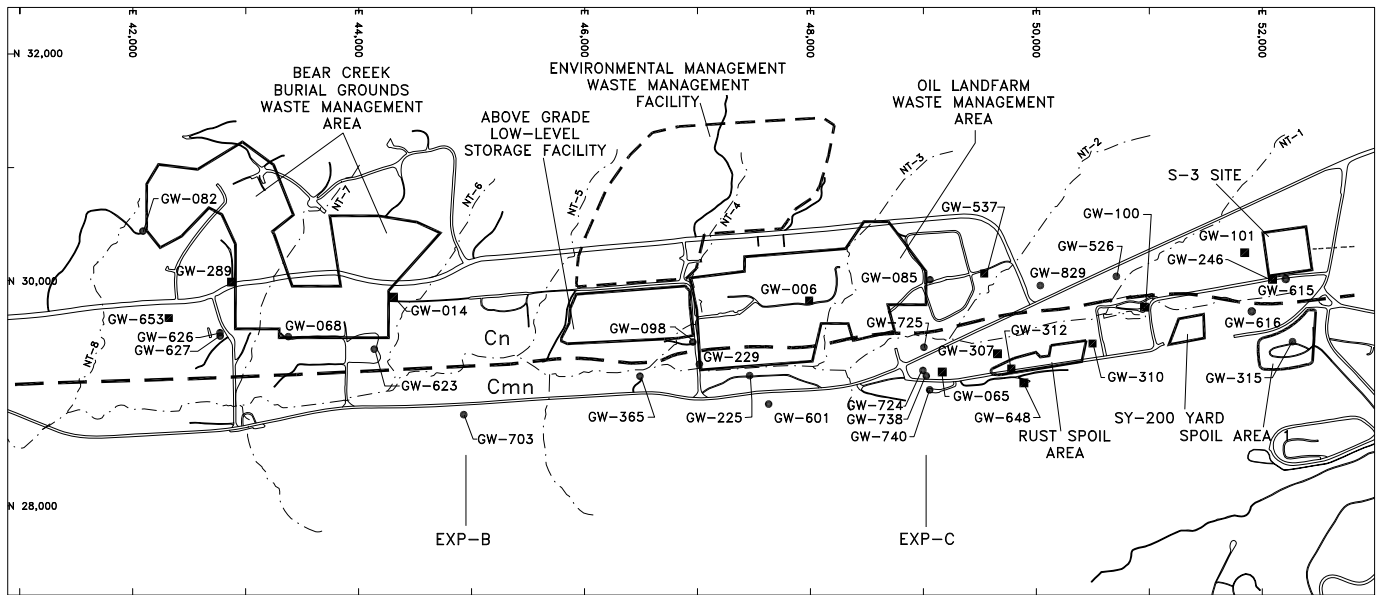 E 42,000
E 44,000
E 46,000
E 48,000
E 50,000
E 52,000
N 32,000
N 30,000
N 28,000
BEAR CREEK
BURIAL GROUNDS
WASTE MANAGEMENT
AREA
ABOVE GRADE
LOW-LEVEL
STORAGE FACILITY
ENVIRONMENTAL MANAGEMENT
WASTE MANAGEMENT
FACILITY
OIL LANDFARM
WASTE MANAGEMENT
AREA
S-3 SITE
NT-1
NT-2
NT-3
NT-4
NT-5
NT-6
NT-7
NT-8
GW-082
GW-289
GW-653
GW-626
GW-627
GW-068
GW-014
GW-623
Cn
Cmn
GW-703
GW-365
GW-098
GW-229
GW-225
GW-601
GW-006
GW-085
GW-537
GW-725
GW-724
GW-738
GW-740
GW-307
GW-065
GW-648
GW-312
GW-310
GW-829
GW-526
GW-100
GW-101
GW-246
GW-615
GW-616
GW-315
RUST SPOIL
AREA
SY-200 YARD
SPOIL AREA 1
EXP-B
EXP-C